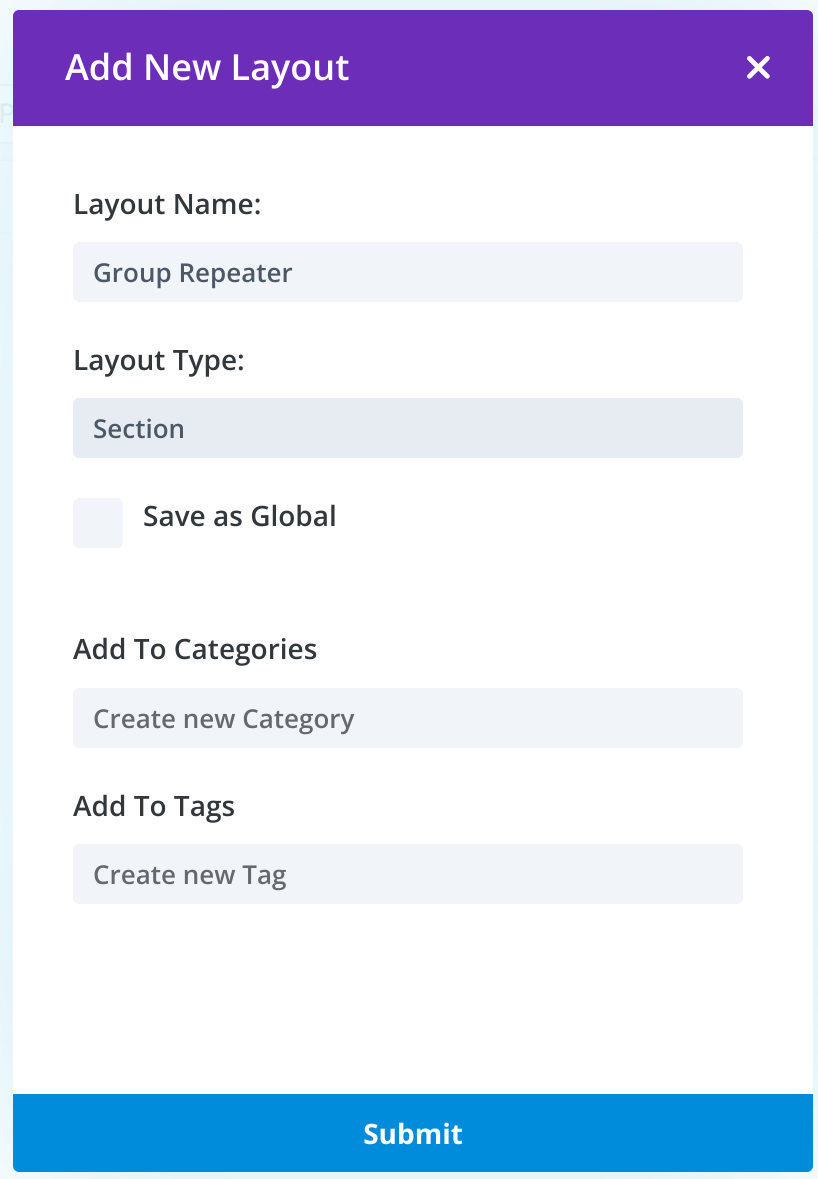 Add New Layout
Layout Name:
Group Repeater
Layout Type:
Section
Save as Global
Add To Categories
Create new Category
Add To Tags
Create new Tag
Submit